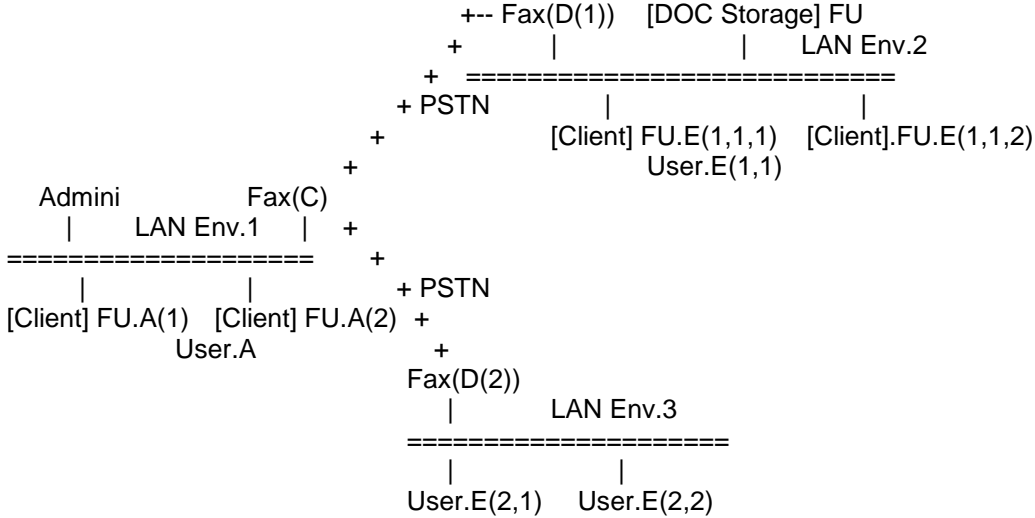 +-- Fax(D(1)) [DOC Storage] FU
+ | | LAN Env.2
+ ============================
+ PSTN | |
+ [Client] FU.E(1,1,1) [Client].FU.E(1,1,2)
+ User.E(1,1)
Admini Fax(C)
| LAN Env.1 | +
==================== +
| | + PSTN
[Client] FU.A(1) [Client] FU.A(2) +
User.A +
Fax(D(2))
| LAN Env.3
=====================
| |
User.E(2,1) User.E(2,2)